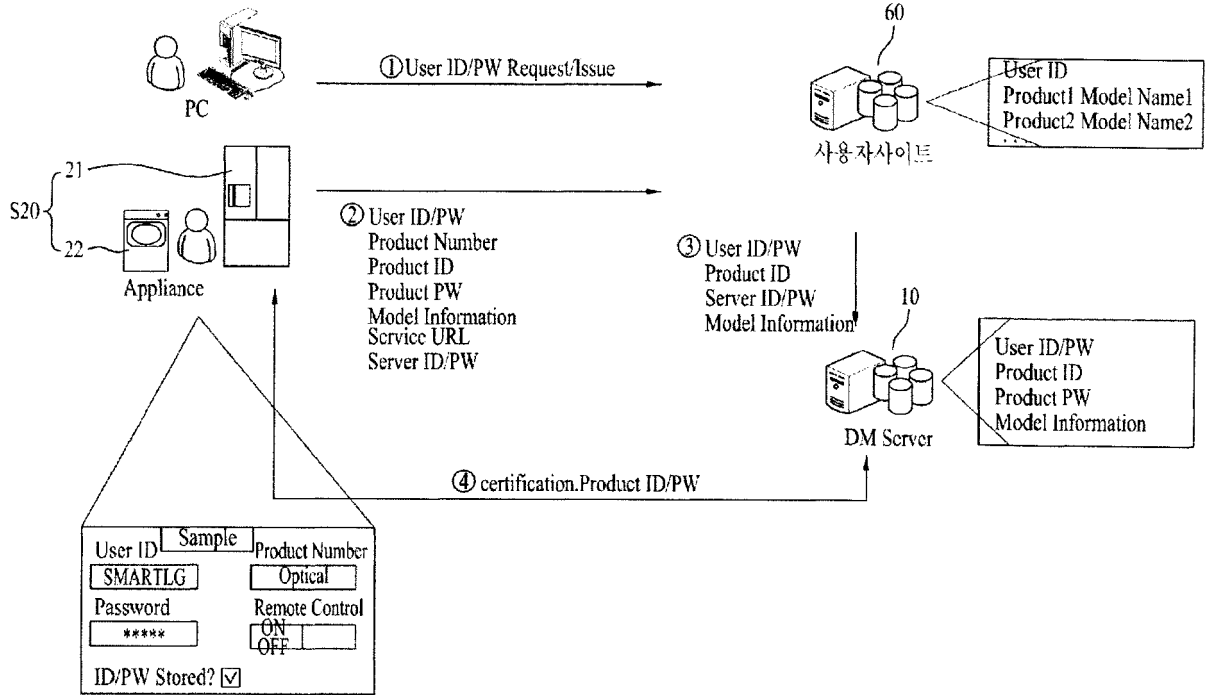 60
① User ID/PW Request/Issue
PC
User ID
Product1 Model Name1
Product2 Model Name2
....
사용자사이트
21
S20
22
Appliance
② User ID/PW
Product Number
Product ID
Product PW
Model Information
Service URL
Server ID/PW
③ User ID/PW
Product ID
Server ID/PW
Model Information
10
User ID/PW
Product ID
Product PW
Model Information
DM Server
④ certification.Product ID/PW
Sample
User ID
Product Number
SMARTLG
Optical
Password
Remote Control
*****
ON
OFF
ID/PW Stored?